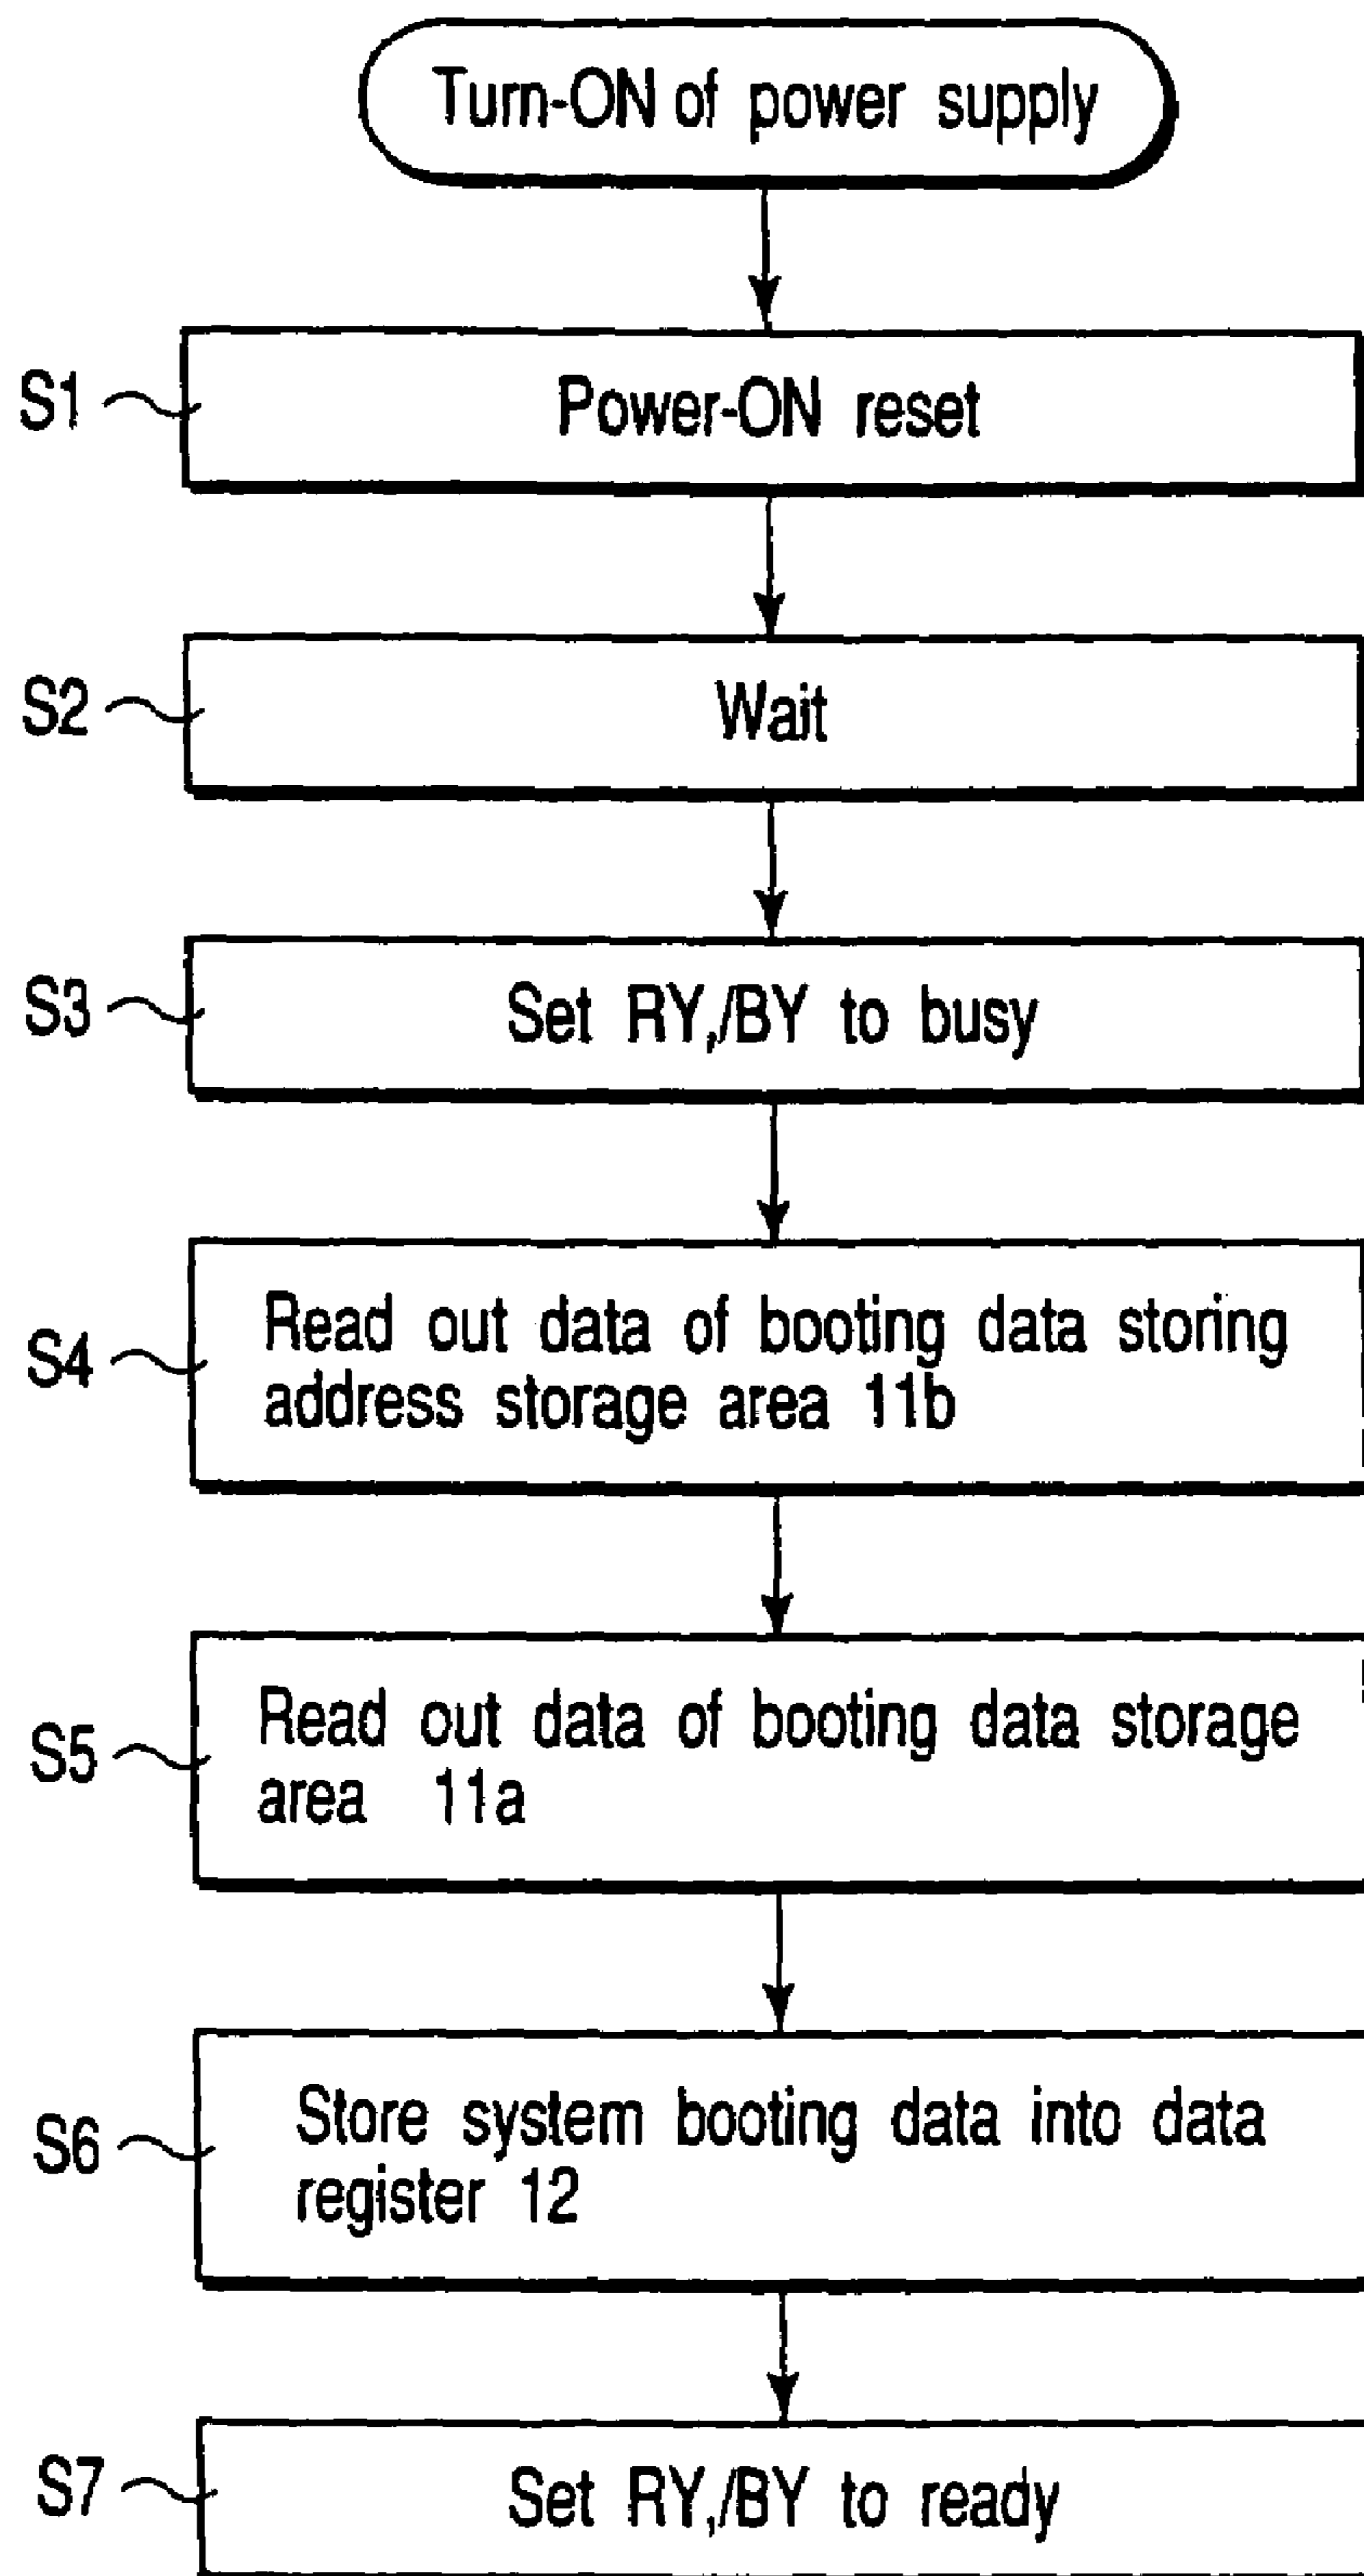 Turn-ON of power supply
S1
Power-ON reset
S2
Wait
S3
Set RY,/BY to busy
S4
Read out data of booting data storing
address storage area 11b
S5
Read out data of booting data storage
area 11a
S6
Store system booting data into data
register 12
S7
Set RY,/BY to ready